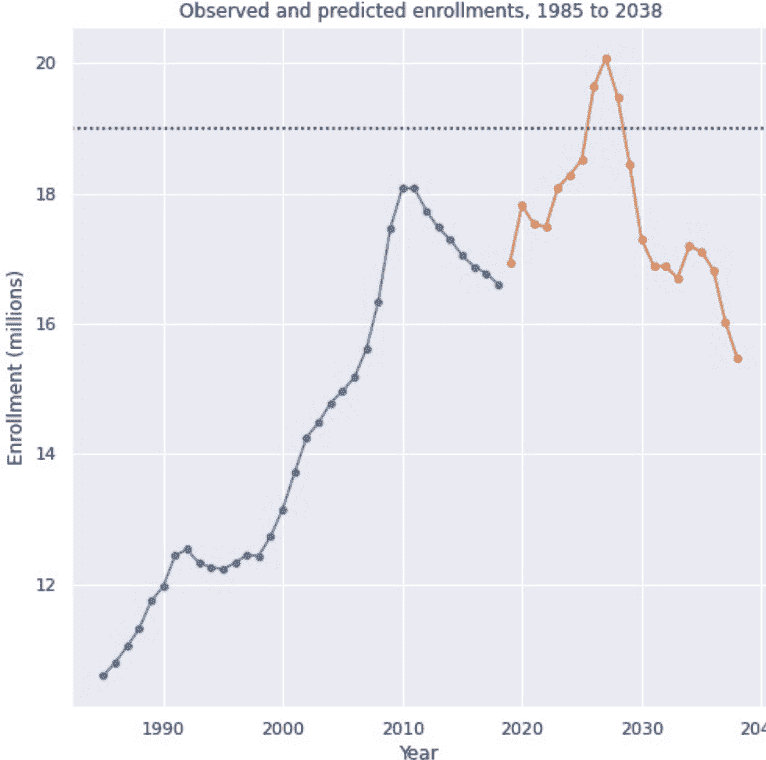 Observed and predicted enrollments, 1985 to 2038
20
18
16
14
12
Enrollment (millions)
1990 2000 2010 2020 2030 204
Year